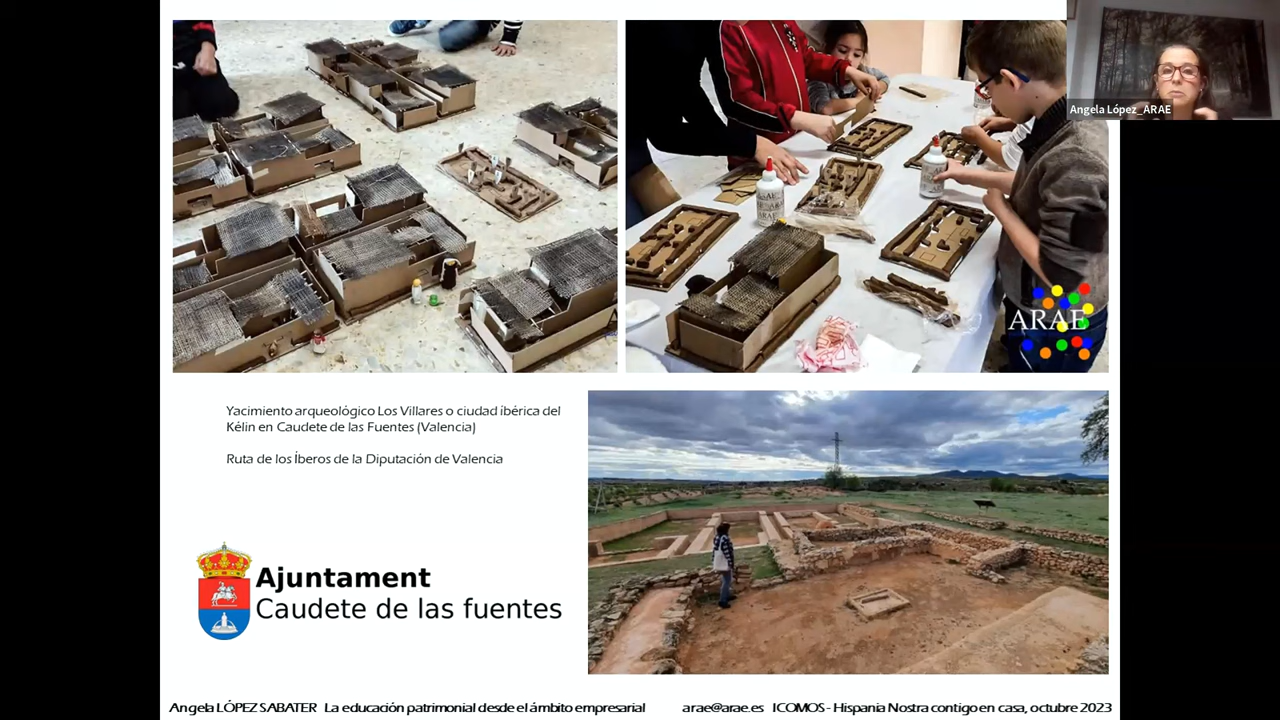 Angela López_ARAE
ARAE
Yacimiento arqueológico Los Villares o ciudad ibérica del
Kélin en Caudete de las Fuentes (Valencia)
Ruta de los Íberos de la Diputación de Valencia
Ajuntament
Caudete de las fuentes
Angela LÓPEZ SABATER La educación patrimonial desde el ámbito empresarial arae@arae.es ICOMOS - Hispania Nostra contigo en casa, octubre 2023